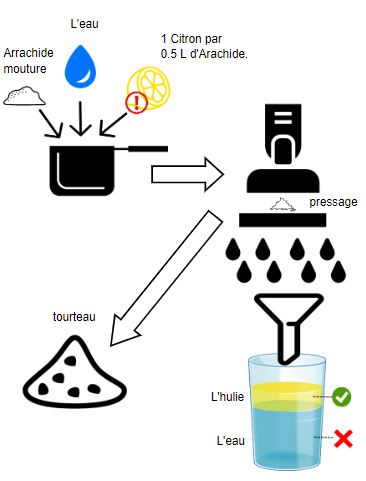 L'eau
1 Citron par
0.5 L d'Arachide.
Arrachide
mouture
pressage
tourteau
L'hulie
L'eau